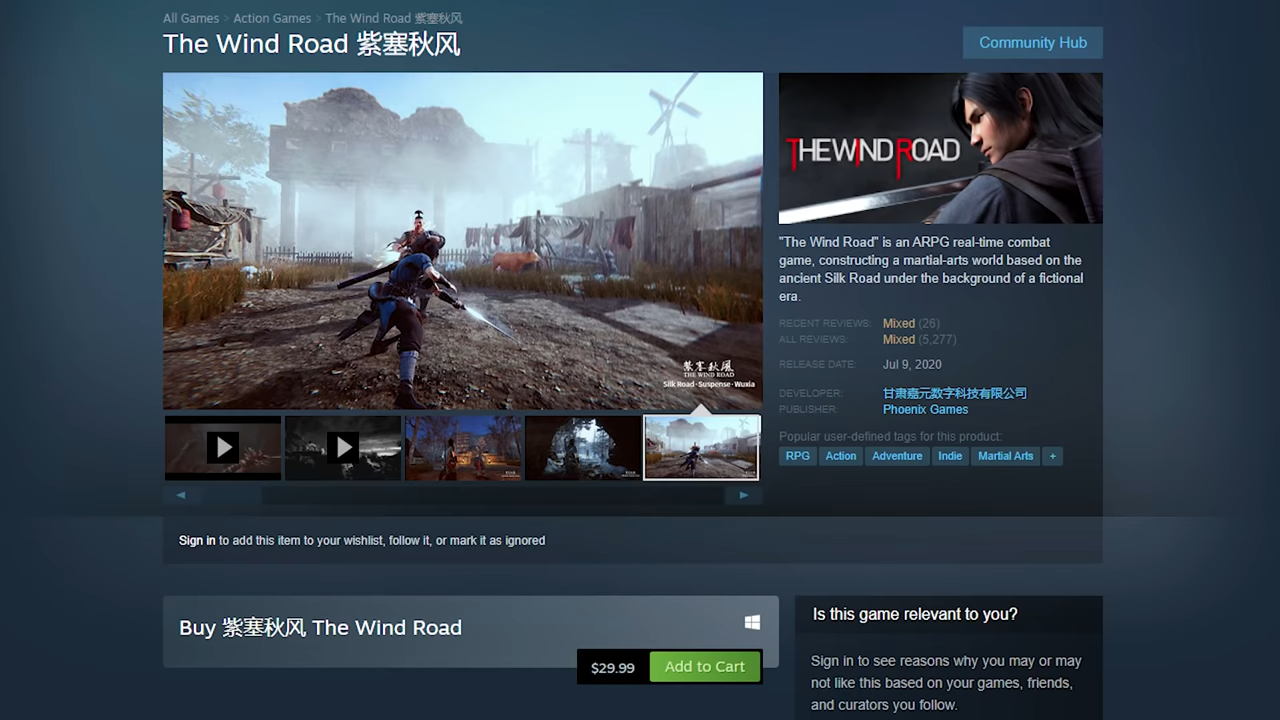 All Games > Action Games > The Wind Road 紫塞秋风
The Wind Road 紫塞秋风
Community Hub
THE WIND ROAD
紫塞秋風
THE WIND ROAD
Silk Road·Suspense·Wuxia
"The Wind Road" is an ARPG real-time combat
game, constructing a martial-arts world based on the
ancient Silk Road under the background of a fictional
era.
RECENT REVIEWS: Mixed (26)
ALL REVIEWS: Mixed (5,277)
RELEASE DATE: Jul 9, 2020
DEVELOPER: 甘肃嘉元数字科技有限公司
PUBLISHER: Phoenix Games
Popular user-defined tags for this product:
RPG Action Adventure Indie Martial Arts +
Sign in to add this item to your wishlist, follow it, or mark it as ignored
Buy 紫塞秋风 The Wind Road
$29.99 Add to Cart
Is this game relevant to you?
Sign in to see reasons why you may or may
not like this based on your games, friends,
and curators you follow.